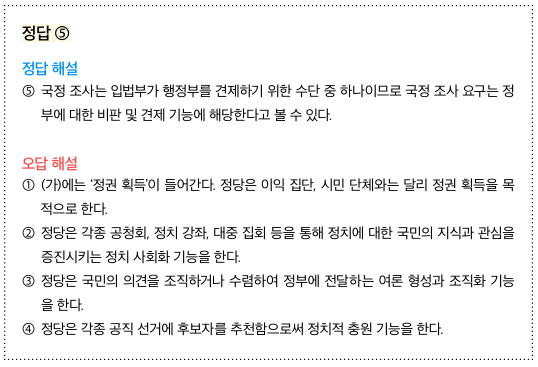 정답 ⑤
정답 해설
⑤ 국정 조사는 입법부가 행정부를 견제하기 위한 수단 중 하나이므로 국정 조사 요구는 정
부에 대한 비판 및 견제 기능에 해당한다고 볼 수 있다.
오답 해설
① (가)에는 '정권 획득'이 들어간다. 정당은 이익 집단, 시민 단체와는 달리 정권 획득을 목
적으로 한다.
② 정당은 각종 공청회, 정치 강좌, 대중 집회 등을 통해 정치에 대한 국민의 지식과 관심을
증진시키는 정치 사회화 기능을 한다.
③ 정당은 국민의 의견을 조직하거나 수렴하여 정부에 전달하는 여론 형성과 조직화 기능
을 한다.
④ 정당은 각종 공직 선거에 후보자를 추천함으로써 정치적 충원 기능을 한다.